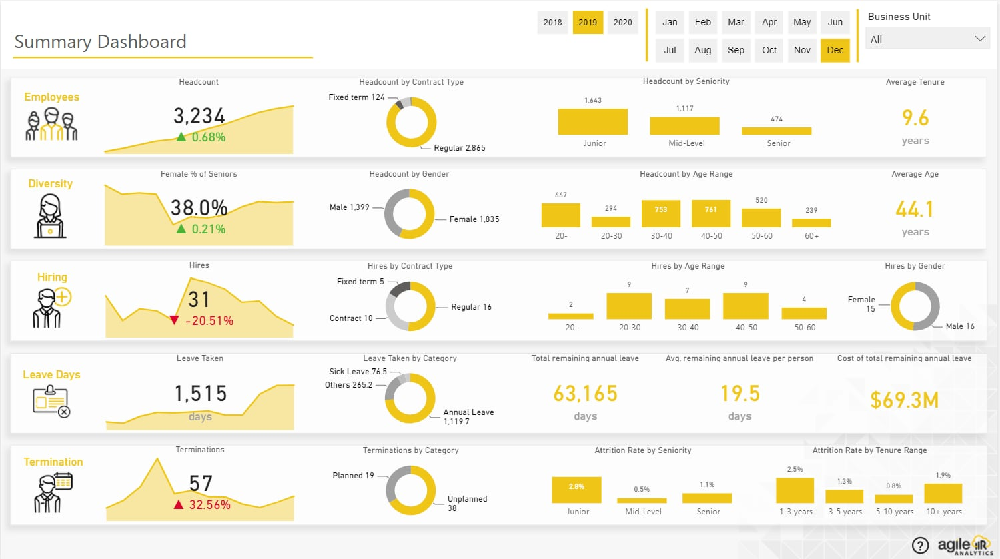 2018 2019 2020
Jan Feb Mar Apr May Jun
Jul Aug Sep Oct Nov Dec
Business Unit
All
Summary Dashboard
Employees
Headcount
3,234
0.68%
Headcount by Contract Type
Fixed term 124
Regular 2,865
Headcount by Seniority
1,643 1,117 474
Junior Mid-Level Senior
Average Tenure
9.6
years
Diversity
Female % of Seniors
38.0%
0.21%
Headcount by Gender
Male 1,399
Female 1,835
Headcount by Age Range
667 294 753 761 520 239
20- 20-30 30-40 40-50 50-60 60+
Average Age
44.1
years
Hiring
Hires
31
-20.51%
Hires by Contract Type
Fixed term 5
Regular 16
Contract 10
Hires by Age Range
2 9 7 9 4
20- 20-30 30-40 40-50 50-60
Hires by Gender
Female
15
Male 16
Leave Days
Leave Taken
1,515
days
Leave Taken by Category
Sick Leave 76.5
Others 265.2
Annual Leave
1,119.7
Total remaining annual leave
63,165
days
Avg. remaining annual leave per person
19.5
days
Cost of total remaining annual leave
$69.3M
Termination
Terminations
57
32.56%
Terminations by Category
Planned 19
Unplanned
38
Attrition Rate by Seniority
2.8% 0.5% 1.1%
Junior Mid-Level Senior
Attrition Rate by Tenure Range
2.5% 1.3% 0.8% 1.9%
1-3 years 3-5 years 5-10 years 10+ years
?
agile HR
ANALYTICS